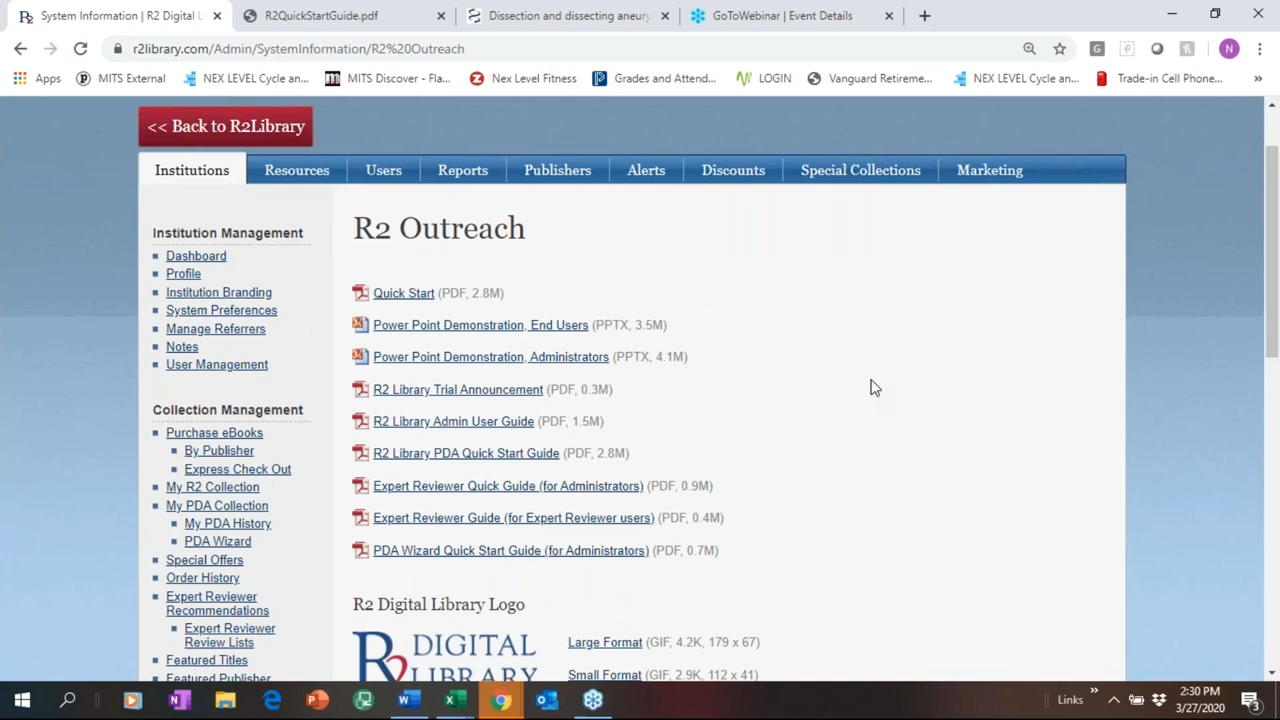 System Information | R2 Digital L
R2QuickStartGuide.pdf
Dissection and dissecting aneury
GoToWebinar | Event Details
r2library.com/Admin/SystemInformation/R2%20Outreach
G
N
Apps
MITS External
NEX LEVEL Cycle an...
MITS Discover - Fla...
Nex Level Fitness
Grades and Attend...
LOGIN
Vanguard Retireme...
NEX LEVEL Cycle an...
Trade-in Cell Phone...
<< Back to R2Library
Institutions
Resources
Users
Reports
Publishers
Alerts
Discounts
Special Collections
Marketing
Institution Management
Dashboard
Profile
Institution Branding
System Preferences
Manage Referrers
Notes
User Management
Collection Management
Purchase eBooks
By Publisher
Express Check Out
My R2 Collection
My PDA Collection
My PDA History
PDA Wizard
Special Offers
Order History
Expert Reviewer
Recommendations
Expert Reviewer
Review Lists
Featured Titles
Featured Publisher
R2 Outreach
Quick Start (PDF, 2.8M)
Power Point Demonstration, End Users (PPTX, 3.5M)
Power Point Demonstration, Administrators (PPTX, 4.1M)
R2 Library Trial Announcement (PDF, 0.3M)
R2 Library Admin User Guide (PDF, 1.5M)
R2 Library PDA Quick Start Guide (PDF, 2.8M)
Expert Reviewer Quick Guide (for Administrators) (PDF, 0.9M)
Expert Reviewer Guide (for Expert Reviewer users) (PDF, 0.4M)
PDA Wizard Quick Start Guide (for Administrators) (PDF, 0.7M)
R2 Digital Library Logo
R2 DIGITAL
LIBRARY
Large Format (GIF, 4.2K, 179 x 67)
Small Format (GIF, 2.9K, 112 x 41)
Links
2:30 PM
3/27/2020
3